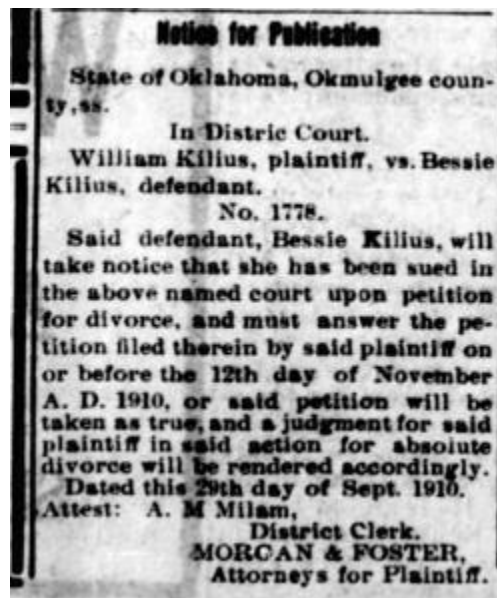 Notice for Publication
State of Oklahoma, Okmulgee coun-
ty,ss.
In Distric Court.
William Kilius, plaintiff, vs. Bessie
Kilius, defendant.
No. 1778.
Said defendant, Bessie Kilius, will
take notice that she has been sued in
the above named court upon petition
for divorce, and must answer the pe-
tition filed therein by said plaintiff on
or before the 12th day of November
A. D. 1910, or said petition will be
taken as true, and a judgment for said
plaintiff in said action for absolute
divorce will be rendered accordingly.
Dated this 29th day of Sept. 1910.
Attest: A. M Milam,
District Clerk.
MORGAN & FOSTER,
Attorneys for Plaintiff.